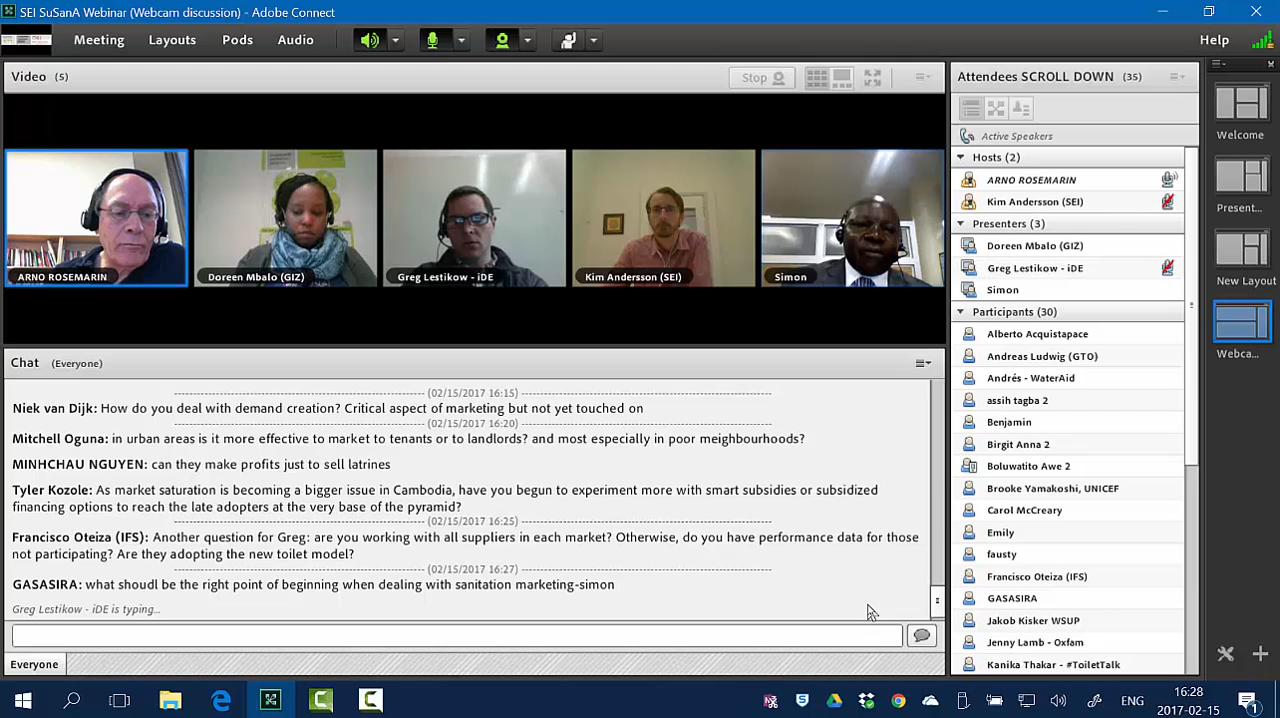 SEI SuSanA Webinar (Webcam discussion) - Adobe Connect
Meeting Layouts Pods Audio Help
Video (5) Stop
ARNO ROSEMARIN
Doreen Mbalo (GIZ)
Greg Lestikow - iDE
Kim Andersson (SEI)
Simon
Chat (Everyone)
(02/15/2017 16:15)
Niek van Dijk: How do you deal with demand creation? Critical aspect of marketing but not yet touched on
(02/15/2017 16:20)
Mitchell Oguna: in urban areas is it more effective to market to tenants or to landlords? and most especially in poor meighbourhoods?
MINHCHAU NGUYEN: can they make profits just to sell latrines
Tyler Kozole: As market saturation is becoming a bigger issue in Cambodia, have you begun to experiment more with smart subsidies or subsidized
financing options to reach the late adopters at the very base of the pyramid?
(02/15/2017 16:25)
Francisco Oteiza (IFS): Another question for Greg: are you working with all suppliers in each market? Otherwise, do you have performance data for those
not participating? Are they adopting the new toilet model?
(02/15/2017 16:27)
GASASIRA: what shoudl be the right point of beginning when dealing with sanitation marketing-simon
Greg Lestikow - iDE is typing...
Everyone
Attendees SCROLL DOWN (35)
Active Speakers
Hosts (2)
ARNO ROSEMARIN
Kim Andersson (SEI)
Presenters (3)
Doreen Mbalo (GIZ)
Greg Lestikow - iDE
Simon
Participants (30)
Alberto Acquistapace
Andreas Ludwig (GTO)
Andrés - WaterAid
assih tagba 2
Benjamin
Birgit Anna 2
Boluwatito Awe 2
Brooke Yamakoshi, UNICEF
Carol McCreary
Emily
fausty
Francisco Oteiza (IFS)
GASASIRA
Jakob Kisker WSUP
Jenny Lamb - Oxfam
Kanika Thakar - #ToiletTalk
Welcome
Present...
New Layout
Webca...
ENG
16:28
2017-02-15
1